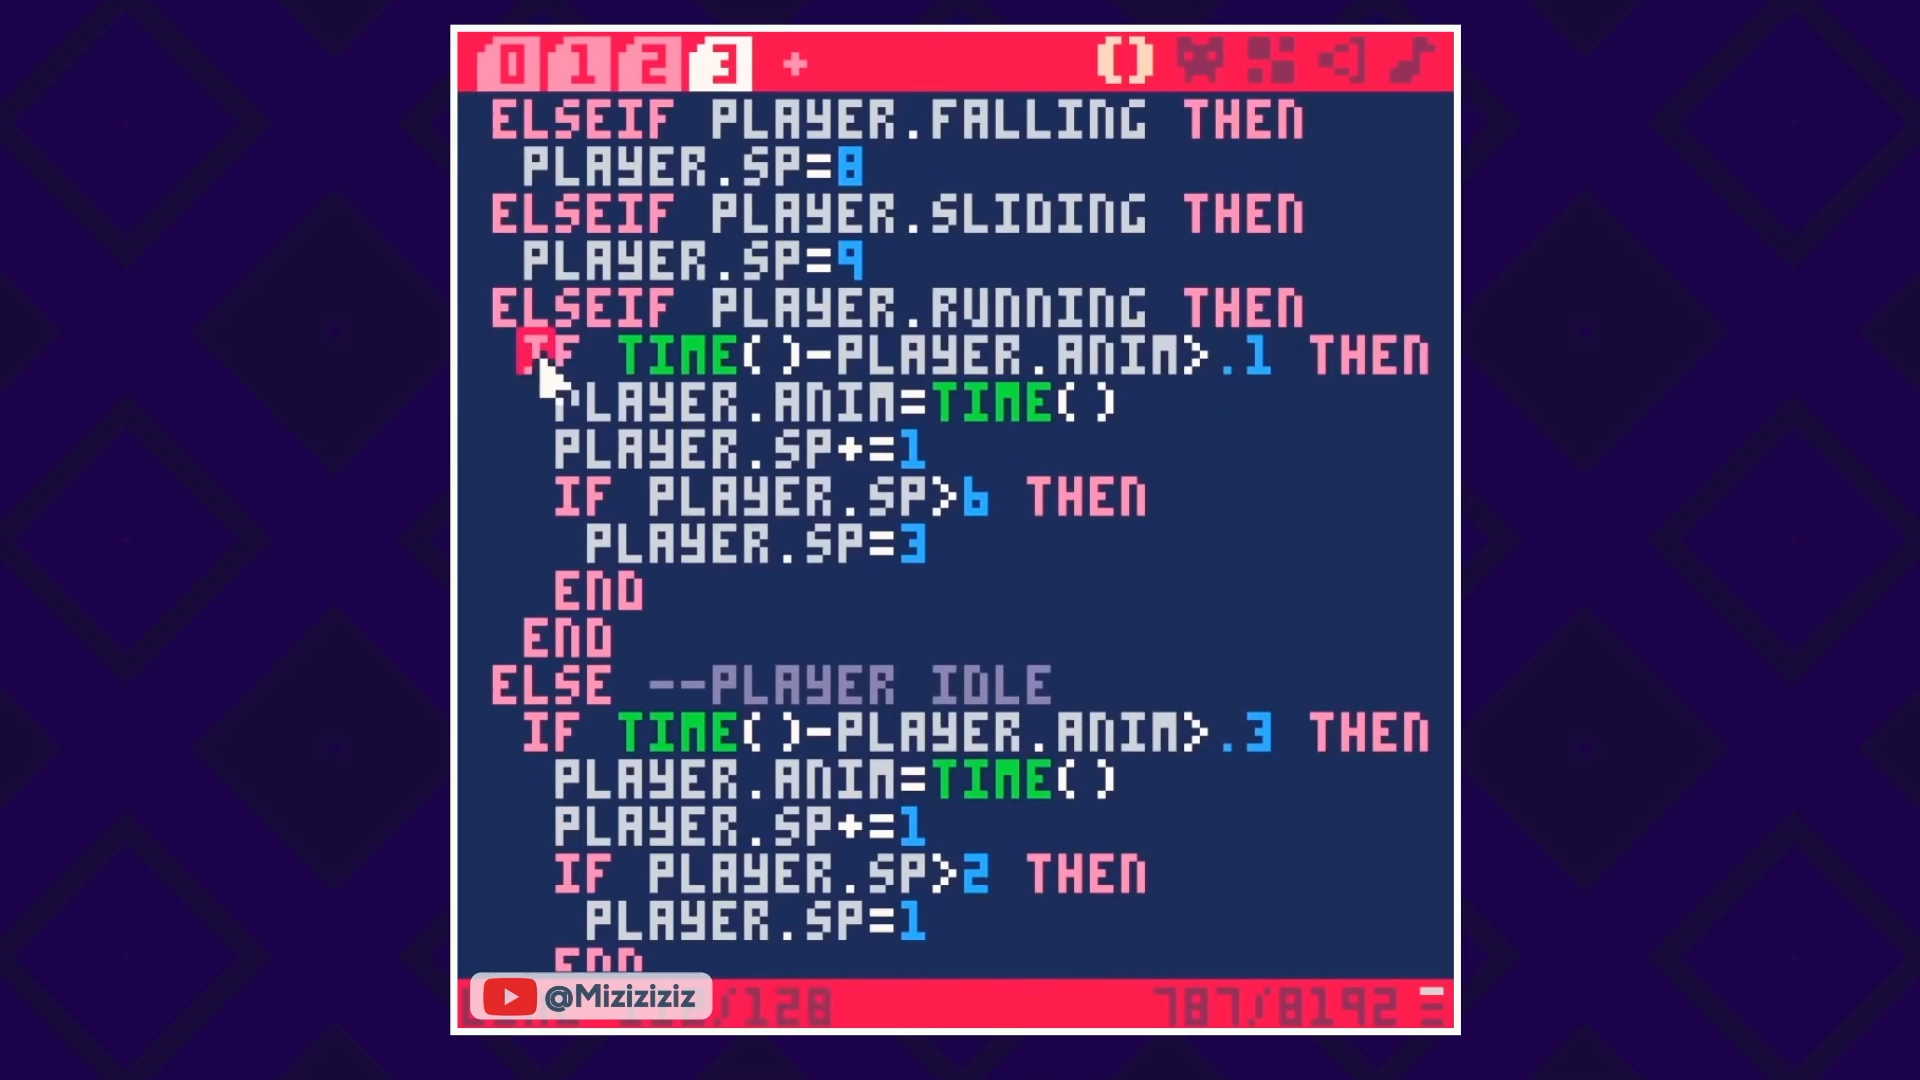 0 1 2 3 +
ELSEIF PLAYER.FALLING THEN
PLAYER.SP=8
ELSEIF PLAYER.SLIDING THEN
PLAYER.SP=9
ELSEIF PLAYER.RUNNING THEN
IF TIME()-PLAYER.ANIM>.1 THEN
PLAYER.ANIM=TIME()
PLAYER.SP+=1
IF PLAYER.SP>6 THEN
PLAYER.SP=3
END
END
ELSE --PLAYER IDLE
IF TIME()-PLAYER.ANIM>.3 THEN
PLAYER.ANIM=TIME()
PLAYER.SP+=1
IF PLAYER.SP>2 THEN
PLAYER.SP=1
END
@Miziziziz
/128 787/8192